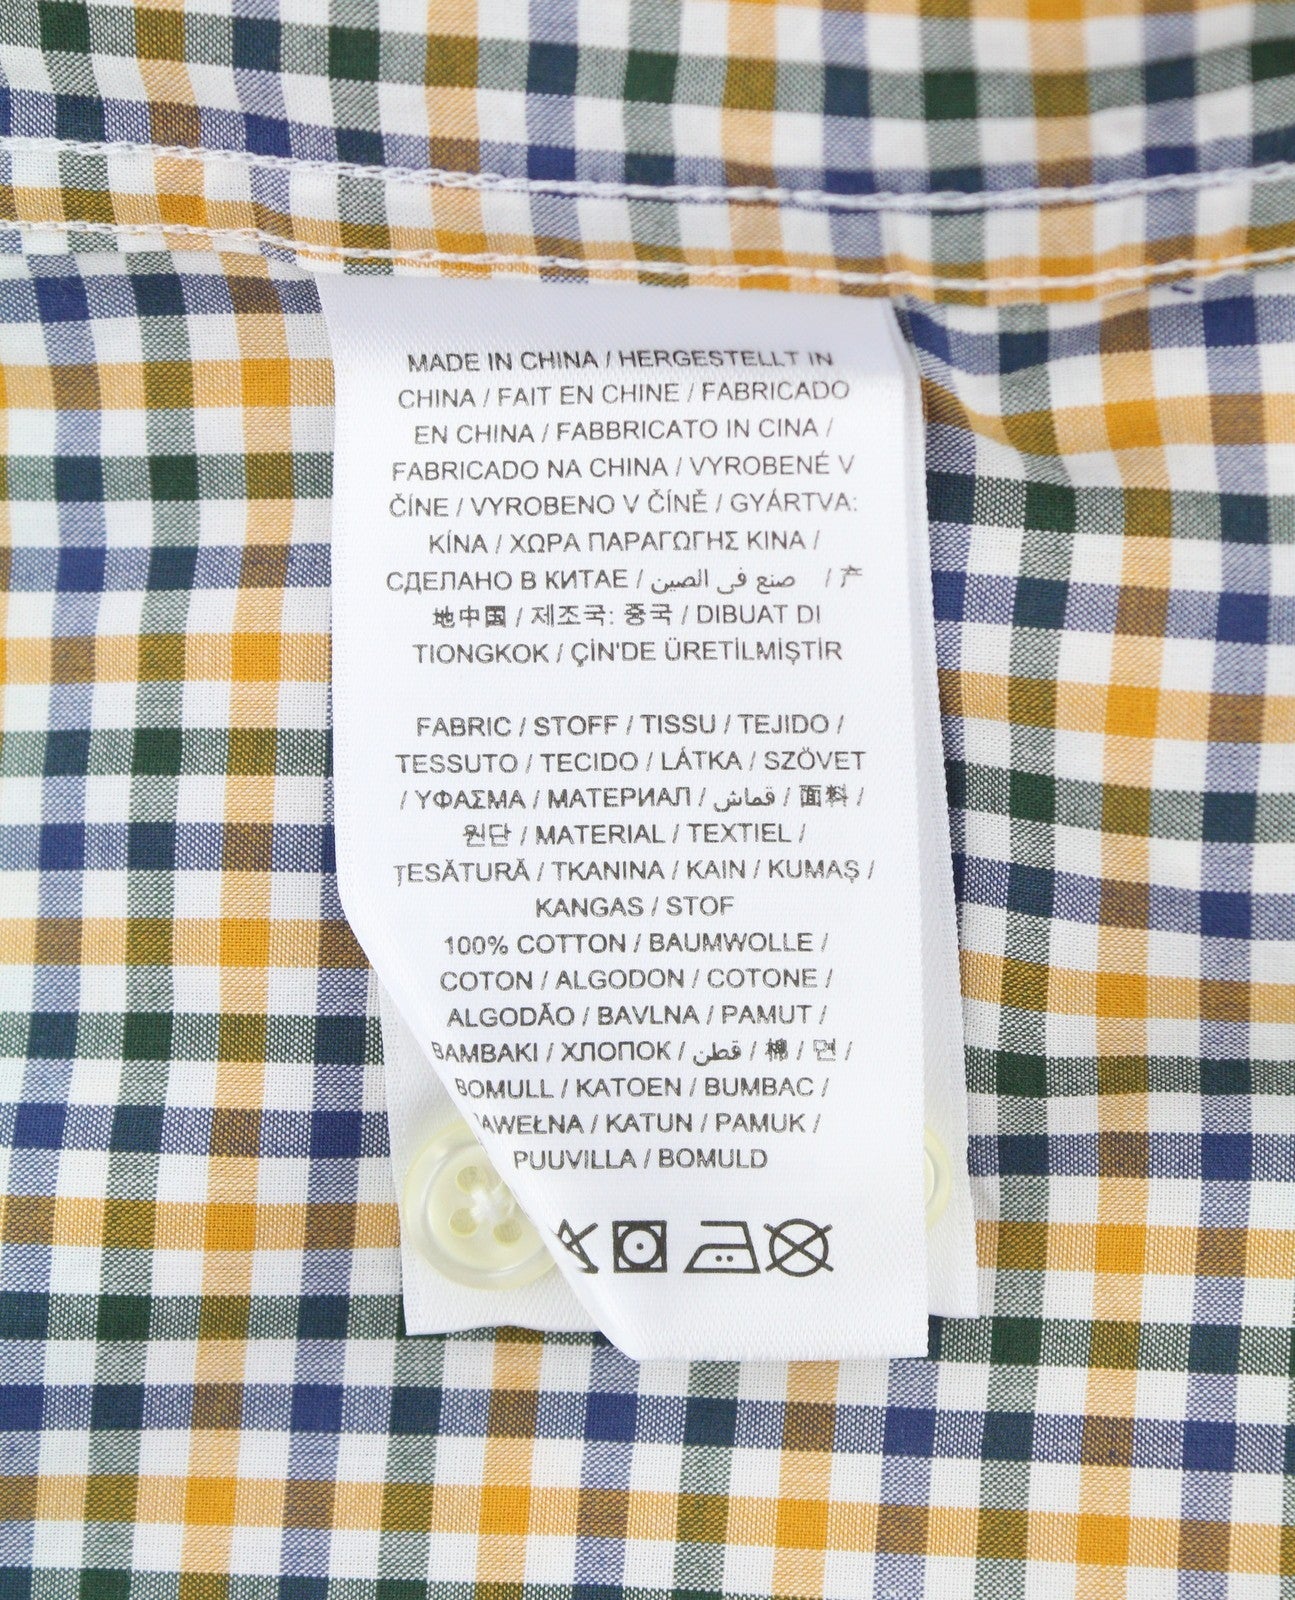 MADE IN CHINA / HERGESTELLT IN
CHINA / FAIT EN CHINE / FABRICADO
EN CHINA / FABBRICATO IN CINA /
FABRICADO NA CHINA / VYROBENÉ V
ČÍNE / VYROBENO V ČÍNĚ / GYÁRTVA:
KÍNA / ΧΩΡΑ ΠΑΡΑΓΩΓΗΣ ΚΙΝΑ /
СДЕЛАНО В КИТАЕ / صنع في الصين / 产
地中国 / 제조국: 중국 / DIBUAT DI
TIONGKOK / ÇİN'DE ÜRETİLMİŞTİR
FABRIC / STOFF / TISSU / TEJIDO /
TESSUTO / TECIDO / LÁTKA / SZÖVET
/ ΥΦΑΣΜΑ / МАТЕРИАЛ / قماش / 面料 /
원단 / MATERIAL / TEXTIEL /
ȚESĂTURĂ / TKANINA / KAIN / KUMAŞ /
KANGAS / STOF
100% COTTON / BAUMWOLLE /
COTON / ALGODON / COTONE /
ALGODÃO / BAVLNA / PAMUT /
ΒΑΜΒΑΚΙ / ХЛОПОК / قطن / 棉 / 면 /
BOMULL / KATOEN / BUMBAC /
AWEŁNA / KATUN / PAMUK /
PUUVILLA / BOMULD